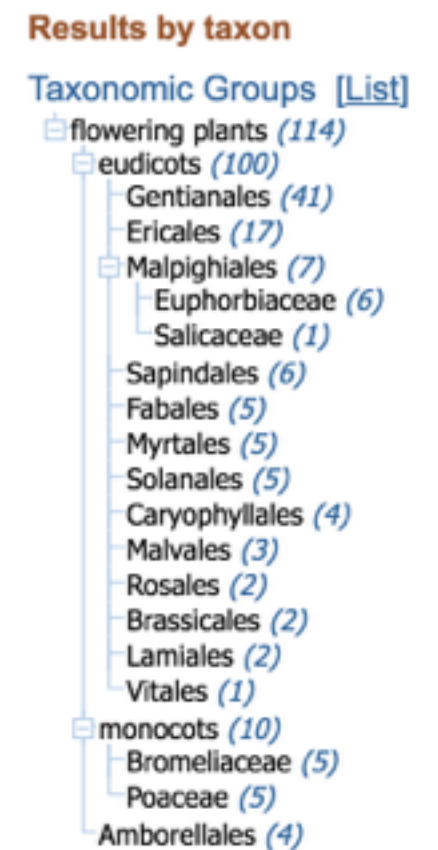 Results by taxon
Taxonomic Groups [List]
flowering plants (114)
eudicots (100)
Gentianales (41)
Ericales (17)
Malpighiales (7)
Euphorbiaceae (6)
Salicaceae (1)
Sapindales (6)
Fabales (5)
Myrtales (5)
Solanales (5)
Caryophyllales (4)
Malvales (3)
Rosales (2)
Brassicales (2)
Lamiales (2)
Vitales (1)
monocots (10)
Bromeliaceae (5)
Poaceae (5)
Amborellales (4)